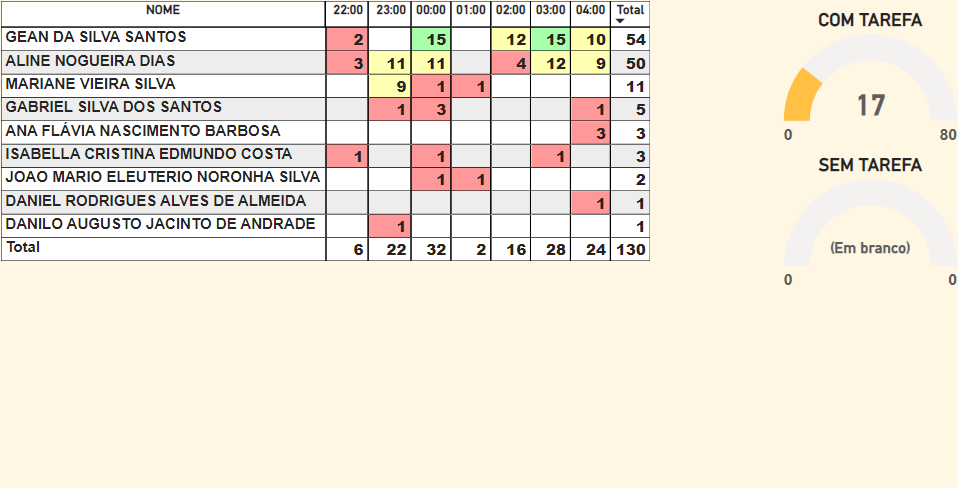 NOME 22:00 23:00 00:00 01:00 02:00 03:00 04:00 Total
GEAN DA SILVA SANTOS 2 15 12 15 10 54
ALINE NOGUEIRA DIAS 3 11 11 4 12 9 50
MARIANE VIEIRA SILVA 9 1 1 11
GABRIEL SILVA DOS SANTOS 1 3 1 5
ANA FLÁVIA NASCIMENTO BARBOSA 3 3
ISABELLA CRISTINA EDMUNDO COSTA 1 1 1 3
JOAO MARIO ELEUTERIO NORONHA SILVA 1 1 2
DANIEL RODRIGUES ALVES DE ALMEIDA 1 1
DANILO AUGUSTO JACINTO DE ANDRADE 1 1
Total 6 22 32 2 16 28 24 130
COM TAREFA
17
0 80
SEM TAREFA
(Em branco)
0 0